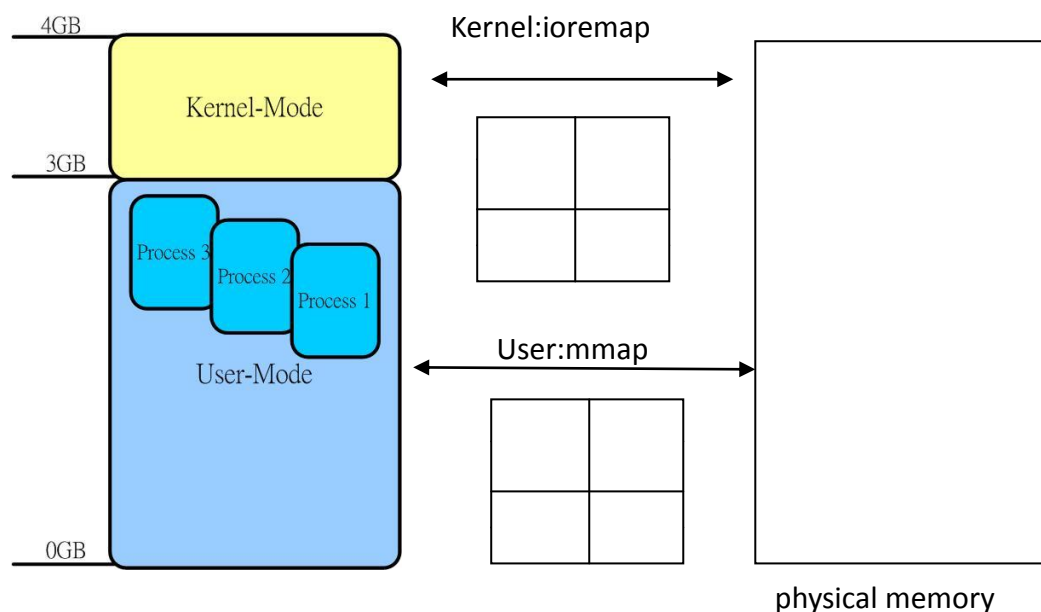 4GB
Kernel:ioremap
Kernel-Mode
3GB
Process 3
Process 2
Process 1
User:mmap
User-Mode
0GB
physical memory